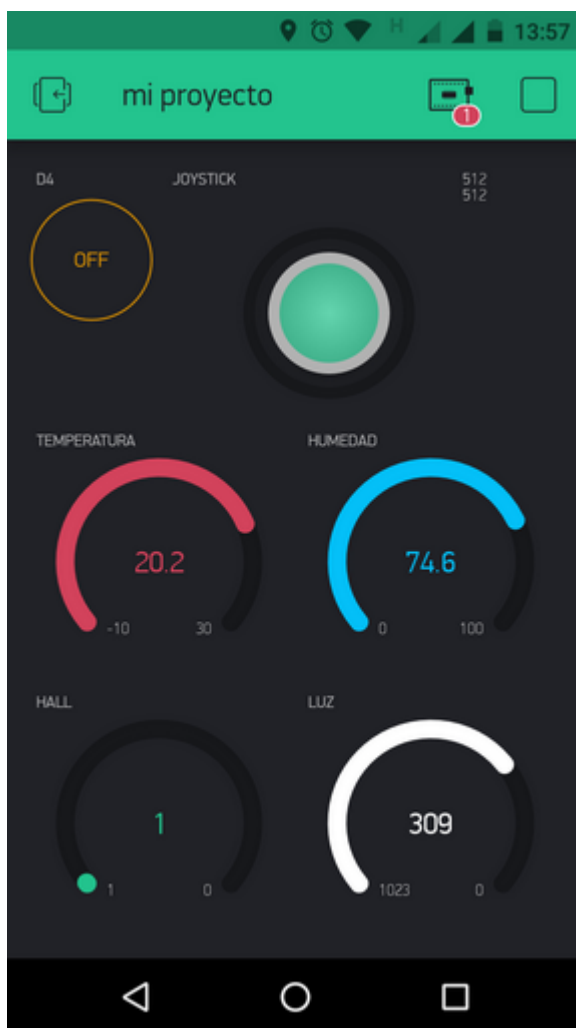 H 13:57
mi proyecto
1
D4 JOYSTICK 512
512
OFF
TEMPERATURA HUMEDAD
20.2 74.6
-10 30 0 100
HALL LUZ
1 309
1 0 1023 0